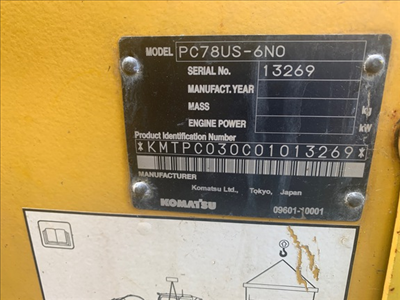 MODEL PC78US-6N0
SERIAL No. 13269
MANUFACT.YEAR
MASS kg
ENGINE POWER kW
Product Identification Number
*KMTPC030C01013269*
MANUFACTURER
Komatsu Ltd., Tokyo, Japan
KOMATSU 09601-10001